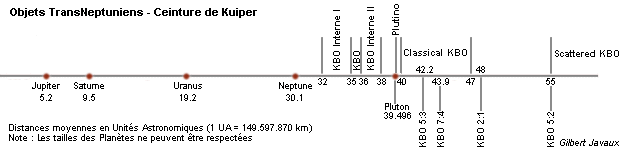 Objets TransNeptuniens - Ceinture de Kuiper
KBO Interne I
KBO
KBO Interne II
Plutino
Classical KBO
Scattered KBO
42.2
48
32
35
36
38
40
43.9
47
55
Jupiter
5.2
Saturne
9.5
Uranus
19.2
Neptune
30.1
Pluton
39.496
KBO 5:3
KBO 7:4
KBO 2:1
KBO 5:2
Distances moyennes en Unités Astronomiques (1 UA = 149.597.870 km)
Note : Les tailles des Planètes ne peuvent être respectées
Gilbert Javaux